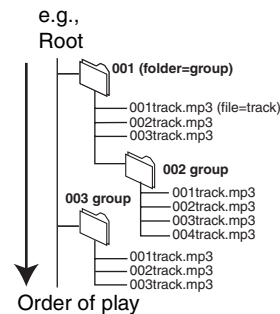 e.g.,
Root
001 (folder=group)
001track.mp3 (file=track)
002track.mp3
003track.mp3
002 group
001track.mp3
002track.mp3
003track.mp3
004track.mp3
003 group
001track.mp3
002track.mp3
003track.mp3
Order of play